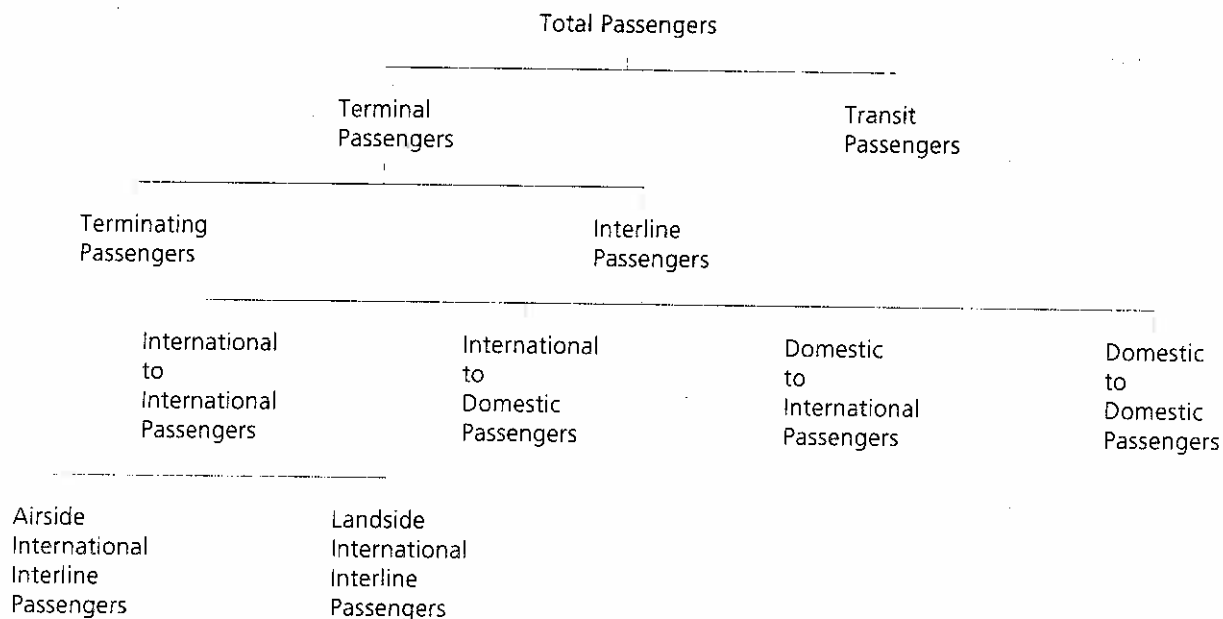 Total Passengers
Terminal
Passengers
Transit
Passengers
Terminating
Passengers
Interline
Passengers
International
to
International
Passengers
International
to
Domestic
Passengers
Domestic
to
International
Passengers
Domestic
to
Domestic
Passengers
Airside
International
Interline
Passengers
Landside
International
Interline
Passengers